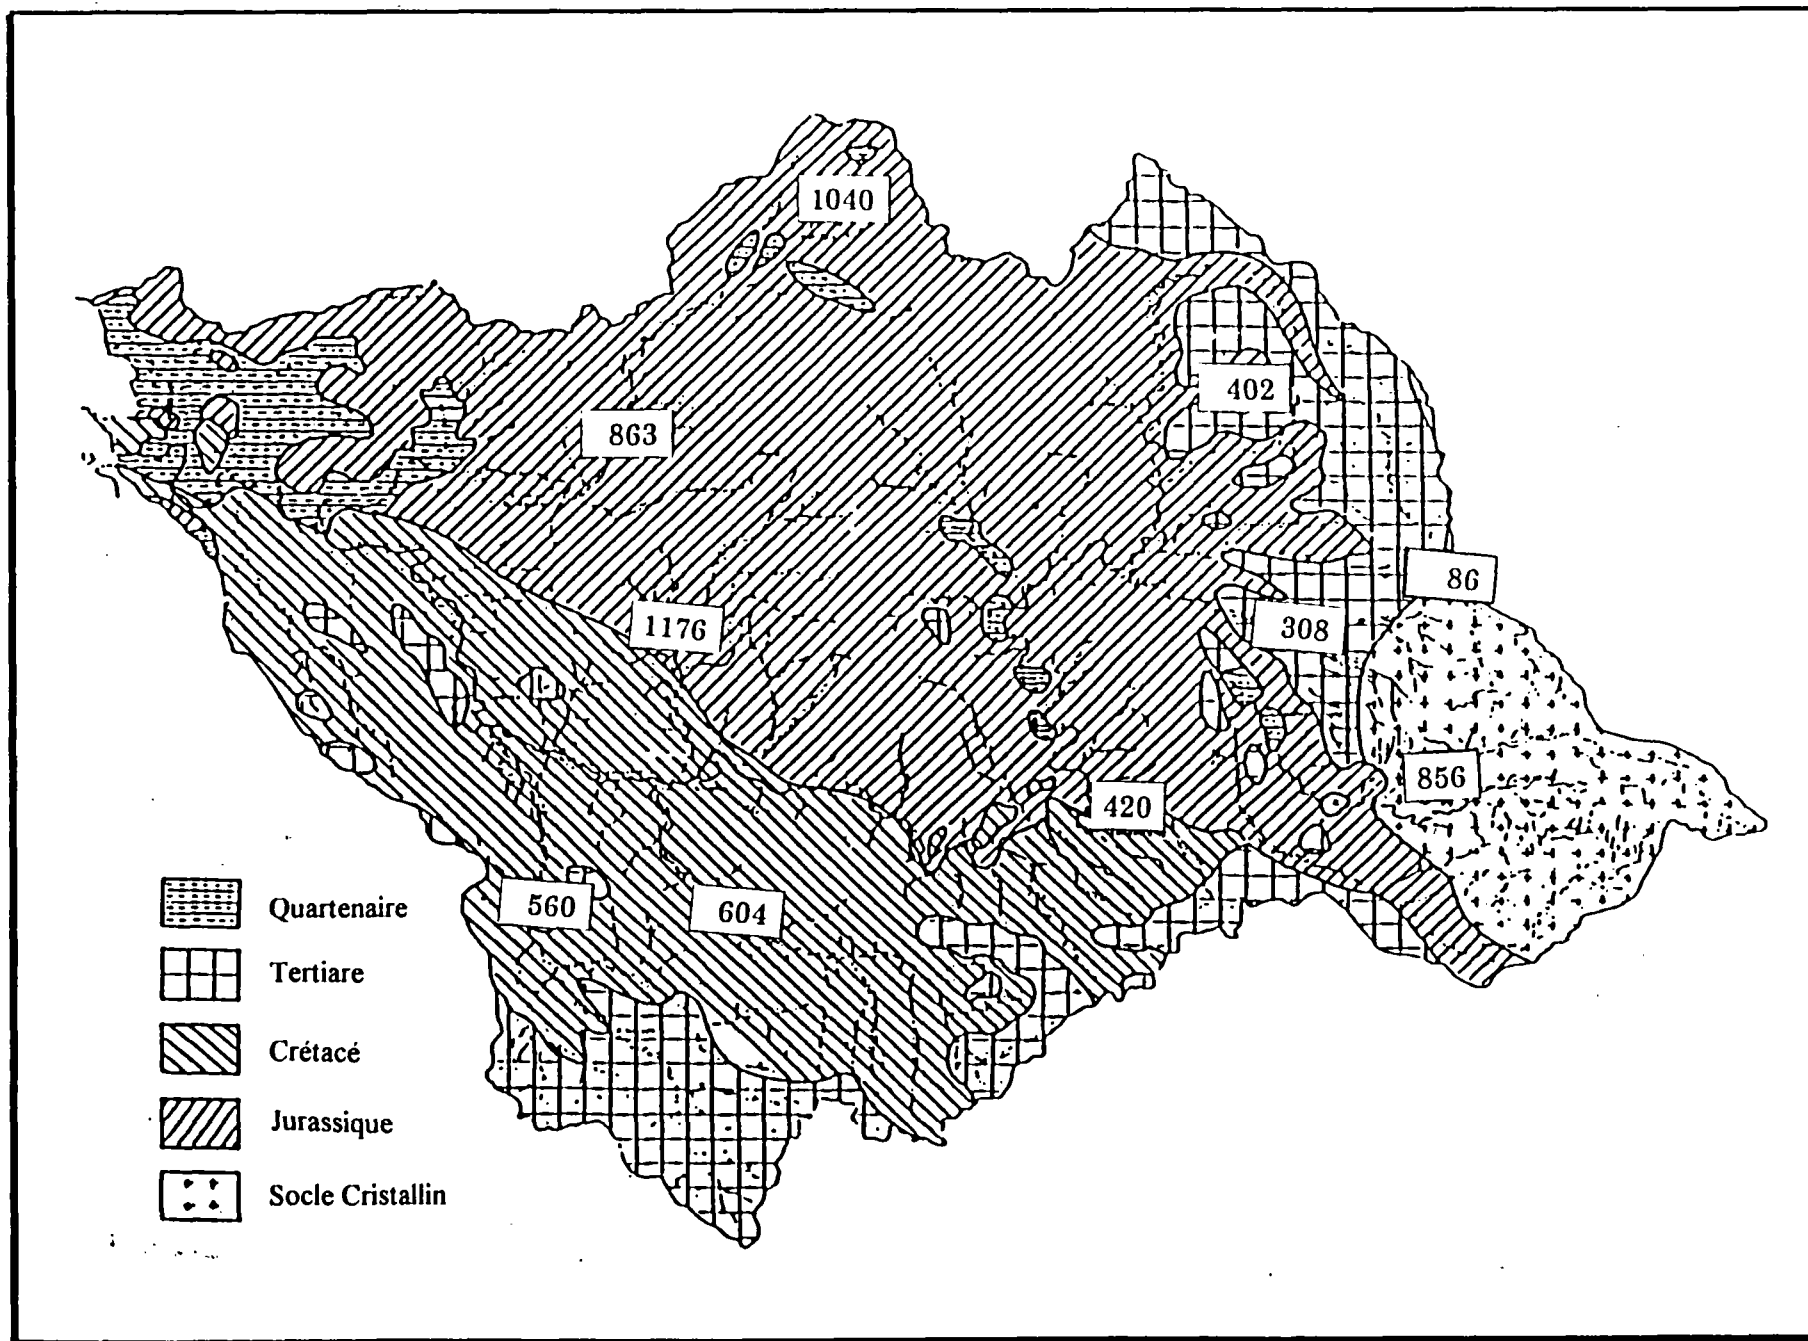 1040
402
863
86
1176
308
856
420
560
604
Quartenaire
Tertiare
Crétacé
Jurassique
Socle Cristallin